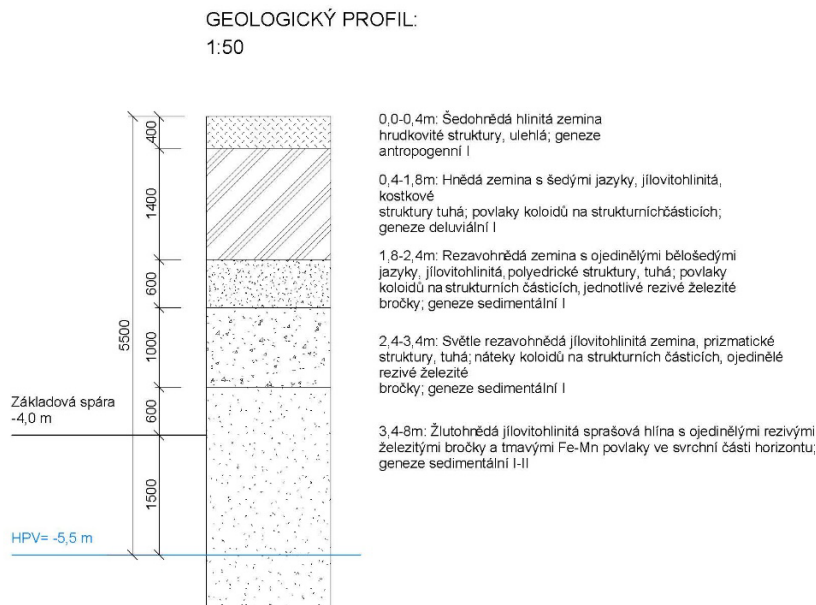 GEOLOGICKÝ PROFIL:
1:50
0,0-0,4m: Šedohnědá hlinitá zemina
hrudkovité struktury, ulehlá; geneze
antropogenní I
0,4-1,8m: Hnědá zemina s šedými jazyky, jílovitohlinitá,
kostkové
struktury tuhá; povlaky koloidů na strukturníchčásticích;
geneze deluviální I
1,8-2,4m: Rezavohnědá zemina s ojedinělými bělošedými
jazyky, jílovitohlinitá, polyedrické struktury, tuhá; povlaky
koloidů na strukturních částicích, jednotlivé rezivé železité
bročky; geneze sedimentální I
2,4-3,4m: Světle rezavohnědá jílovitohlinitá zemina, prizmatické
struktury, tuhá; náteky koloidů na strukturních částicích, ojedinělé
rezivé železité
bročky; geneze sedimentální I
3,4-8m: Žlutohnědá jílovitohlinitá sprašová hlína s ojedinělými rezivými
železitými bročky a tmavými Fe-Mn povlaky ve svrchní části horizontu;
geneze sedimentální I-II
400
1400
600
1000
600
1500
5500
Základová spára
-4,0 m
HPV= -5,5 m